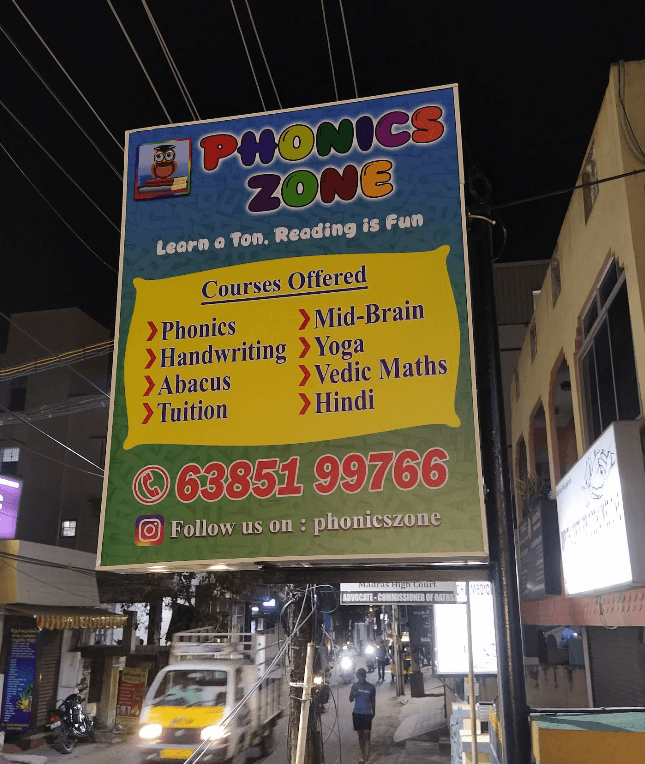 PHONICS
ZONE
Learn a Ton, Reading is Fun
Courses Offered
Phonics
Handwriting
Abacus
Tuition
Mid-Brain
Yoga
Vedic Maths
Hindi
63851 99766
Follow us on : phonicszone
Madras High Court
ADVOCATE - COMMISSIONER OF OATHS